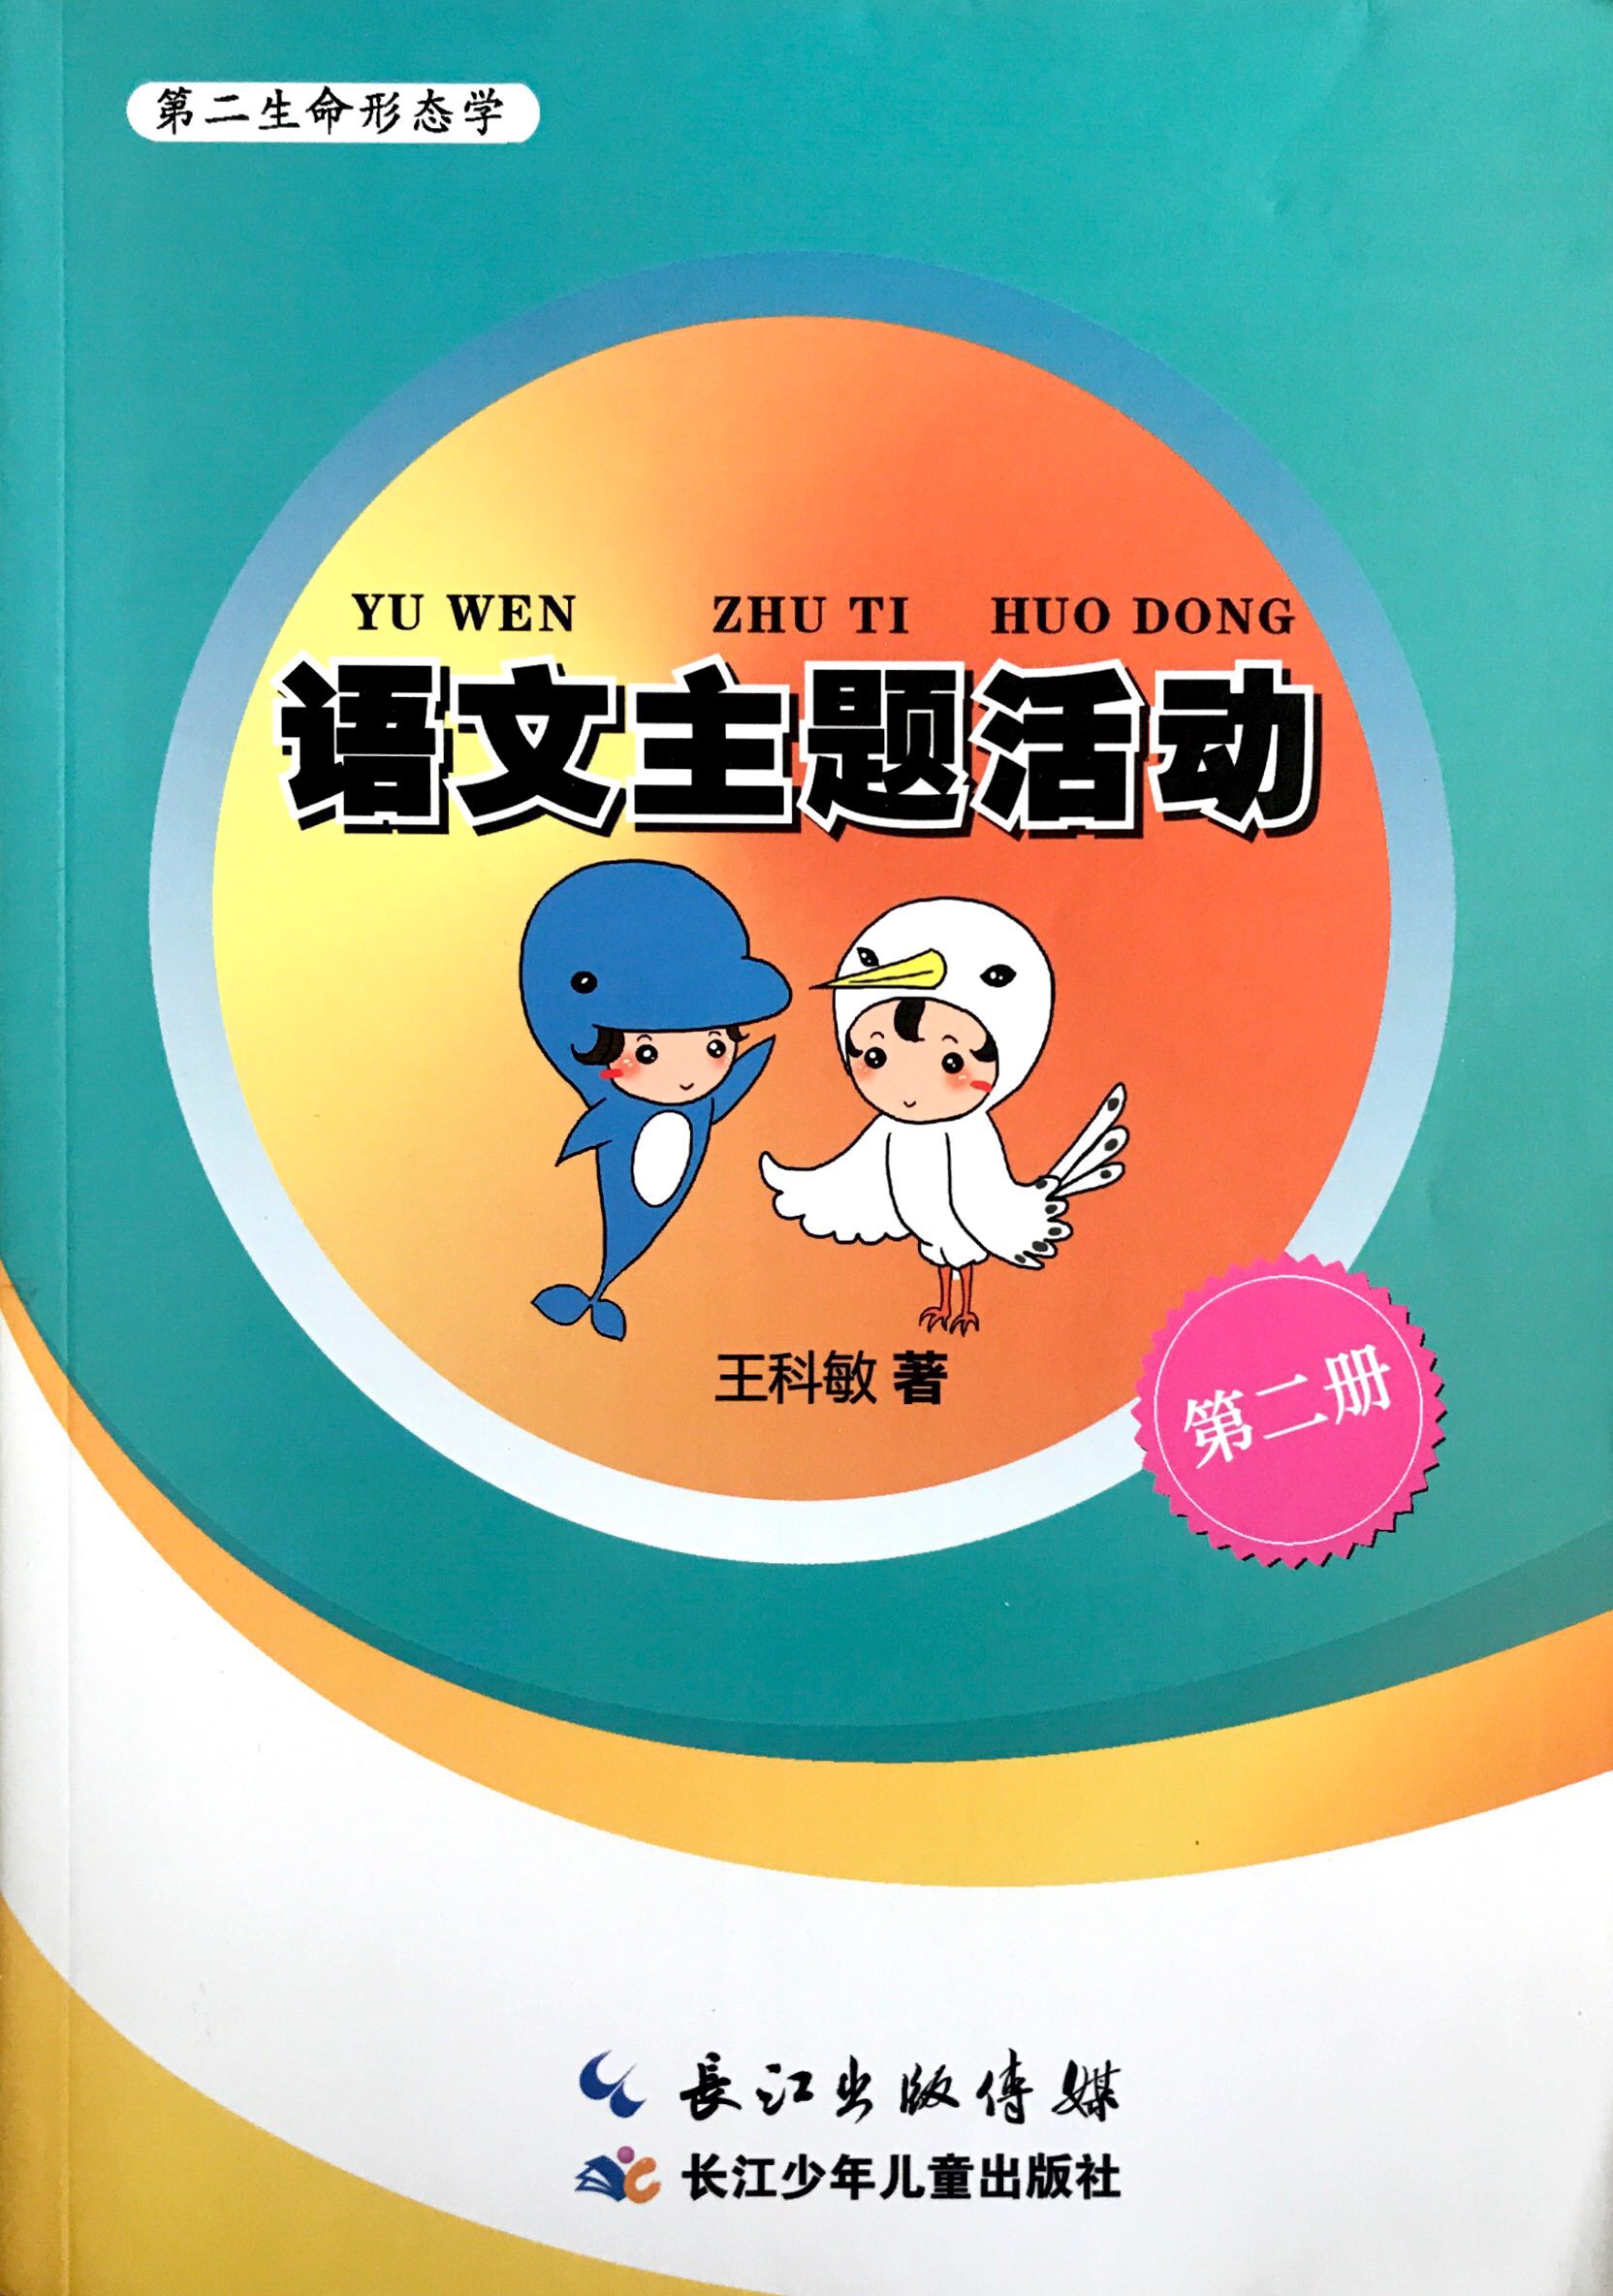 第二生命形态学
YU WEN ZHU TI HUO DONG
语文主题活动
王科敏 著
第二册
長江出版傳媒
长江少年儿童出版社